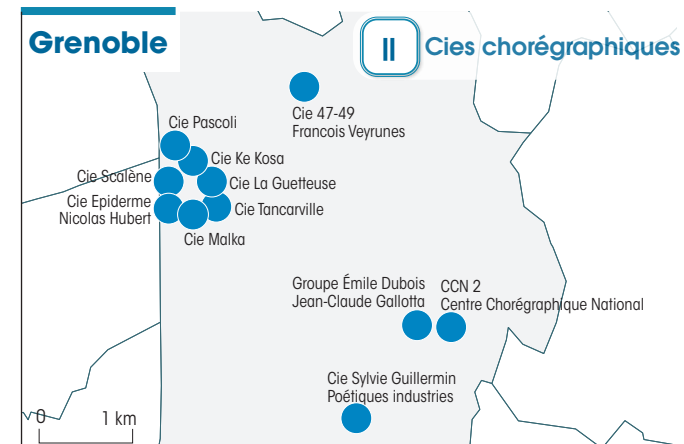 Grenoble
II
Cies chorégraphiques
Cie 47-49
Francois Veyrunes
Cie Pascoli
Cie Ke Kosa
Cie Scalène
Cie La Guetteuse
Cie Epiderme
Nicolas Hubert
Cie Tancarville
Cie Malka
Groupe Émile Dubois
Jean-Claude Gallotta
CCN 2
Centre Chorégraphique National
Cie Sylvie Guillermin
Poétiques industries
0 1 km